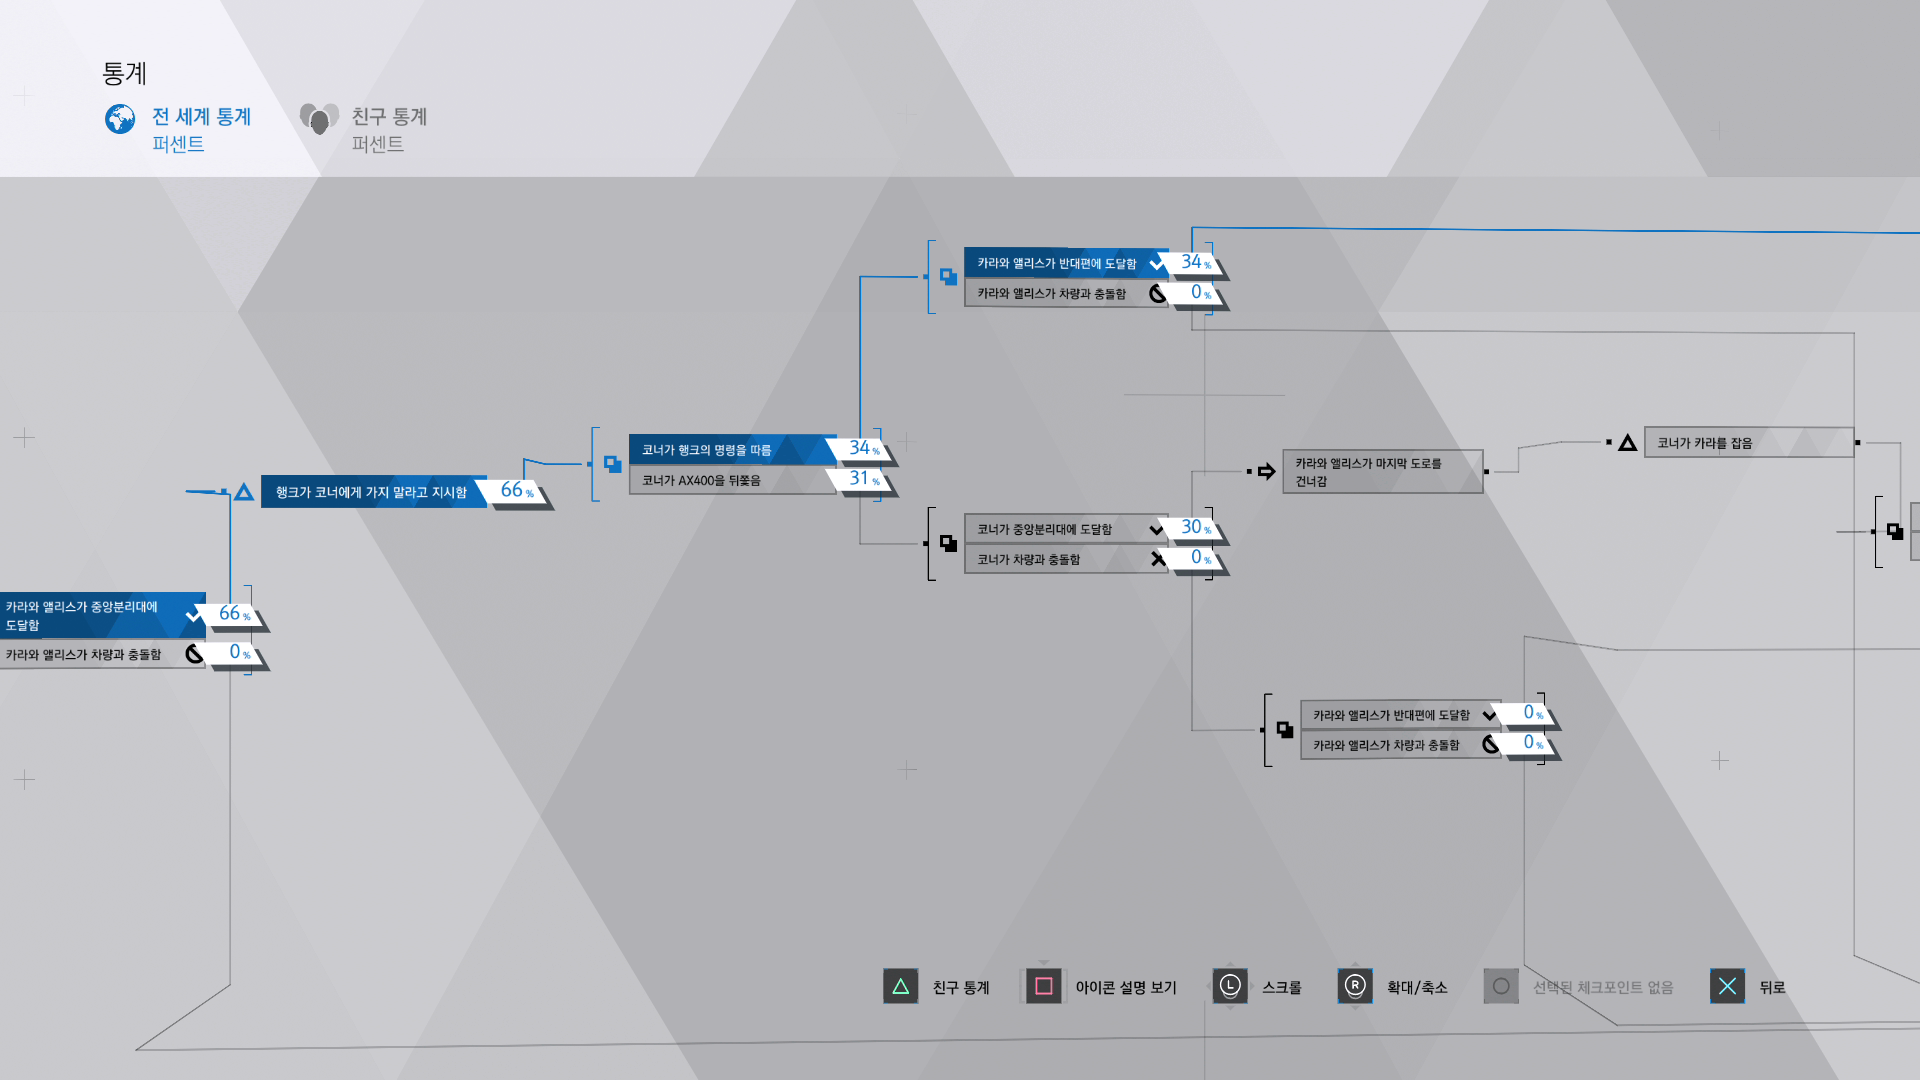 통계
전 세계 통계
퍼센트
친구 통계
퍼센트
카라와 앨리스가 반대편에 도달함 34 %
카라와 앨리스가 차량과 충돌함 0 %
코너가 행크의 명령을 따름 34 %
코너가 AX400을 뒤쫓음 31 %
행크가 코너에게 가지 말라고 지시함 66 %
카라와 앨리스가 마지막 도로를
건너감
코너가 카라를 잡음
코너가 중앙분리대에 도달함 30 %
코너가 차량과 충돌함 0 %
카라와 앨리스가 중앙분리대에
도달함 66 %
카라와 앨리스가 차량과 충돌함 0 %
카라와 앨리스가 반대편에 도달함 0 %
카라와 앨리스가 차량과 충돌함 0 %
친구 통계
아이콘 설명 보기
L 스크롤
R 확대/축소
선택된 체크포인트 없음
뒤로